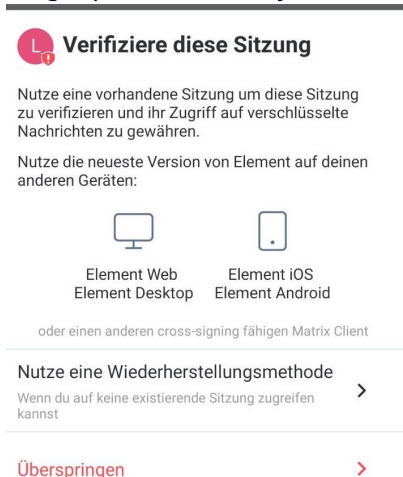 L
Verifiziere diese Sitzung
Nutze eine vorhandene Sitzung um diese Sitzung
zu verifizieren und ihr Zugriff auf verschlüsselte
Nachrichten zu gewähren.
Nutze die neueste Version von Element auf deinen
anderen Geräten:
Element Web Element iOS
Element Desktop Element Android
oder einen anderen cross-signing fähigen Matrix Client
Nutze eine Wiederherstellungsmethode
Wenn du auf keine existierende Sitzung zugreifen
kannst
Überspringen